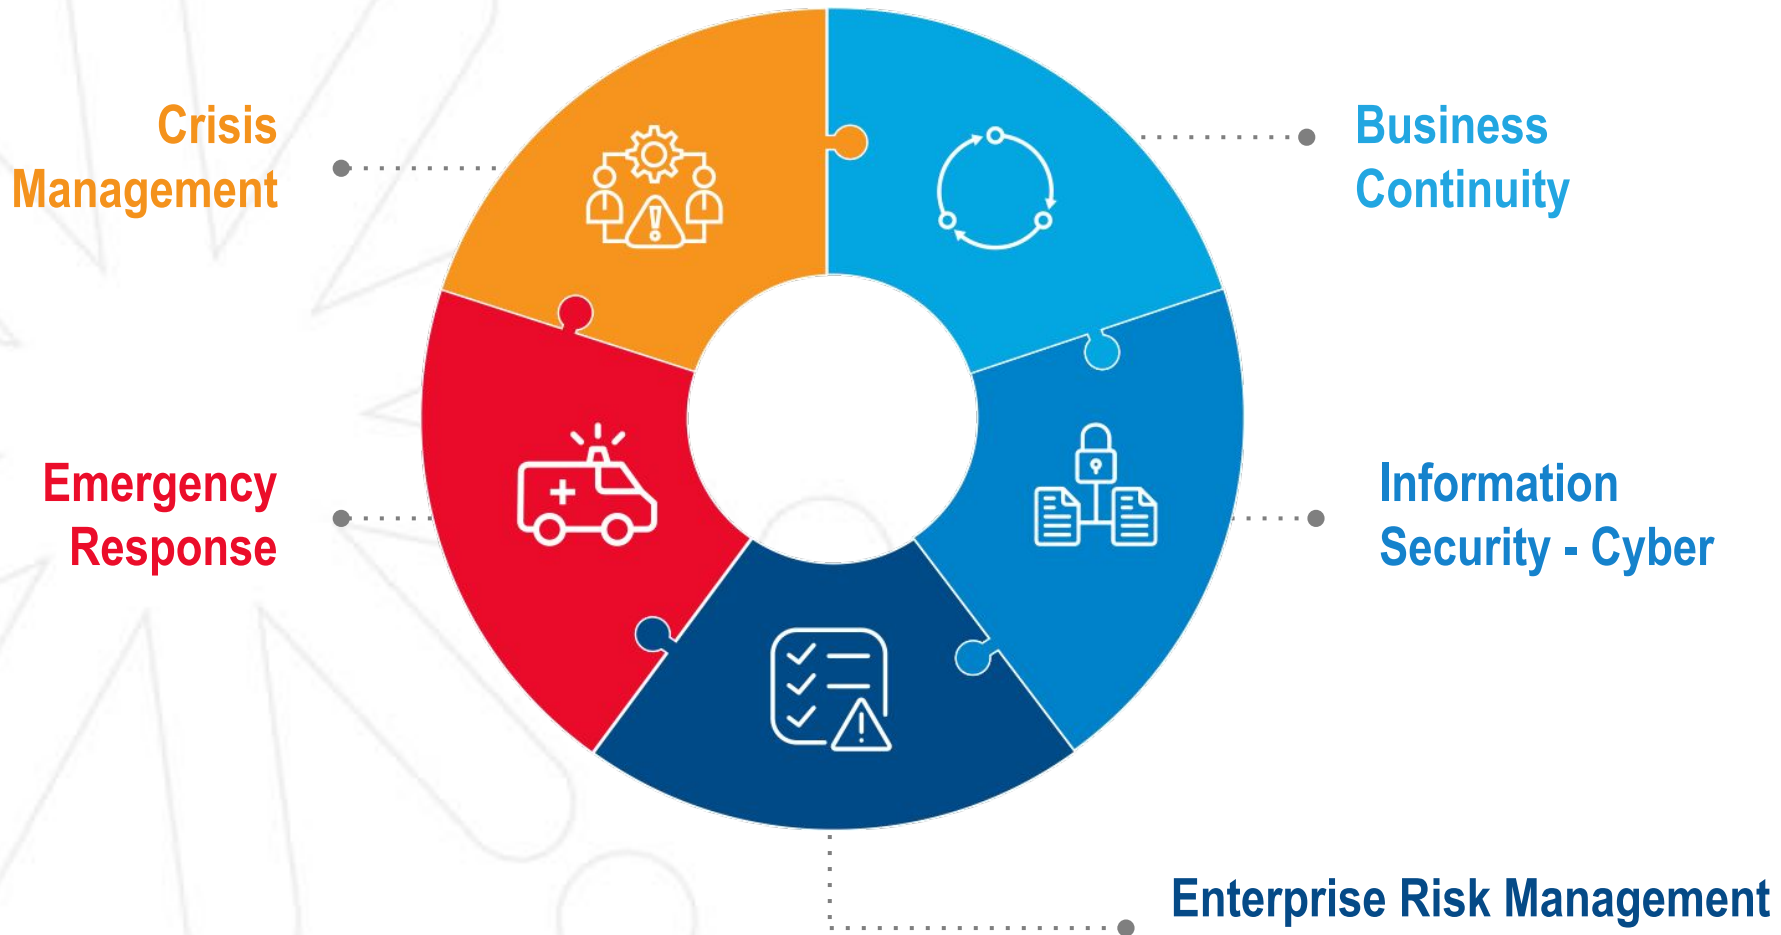 Crisis
Management
Business
Continuity
Emergency
Response
Information
Security - Cyber
Enterprise Risk Management